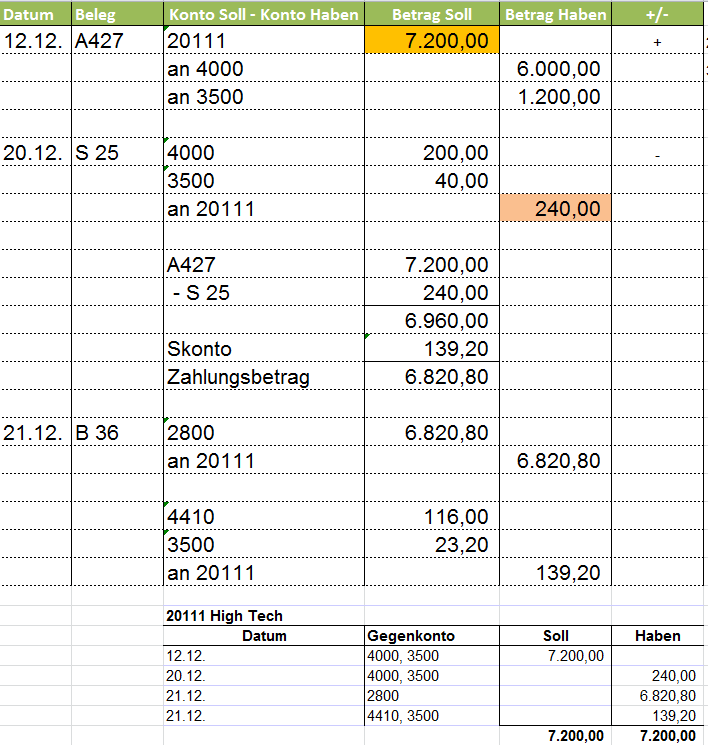 Datum Beleg Konto Soll - Konto Haben Betrag Soll Betrag Haben +/-
12.12. A427 20111 7.200,00 +
an 4000 6.000,00
an 3500 1.200,00
20.12. S 25 4000 200,00 -
3500 40,00
an 20111 240,00
A427 7.200,00
- S 25 240,00
6.960,00
Skonto 139,20
Zahlungsbetrag 6.820,80
21.12. B 36 2800 6.820,80
an 20111 6.820,80
4410 116,00
3500 23,20
an 20111 139,20
20111 High Tech
Datum Gegenkonto Soll Haben
12.12. 4000, 3500 7.200,00
20.12. 4000, 3500 240,00
21.12. 2800 6.820,80
21.12. 4410, 3500 139,20
7.200,00 7.200,00